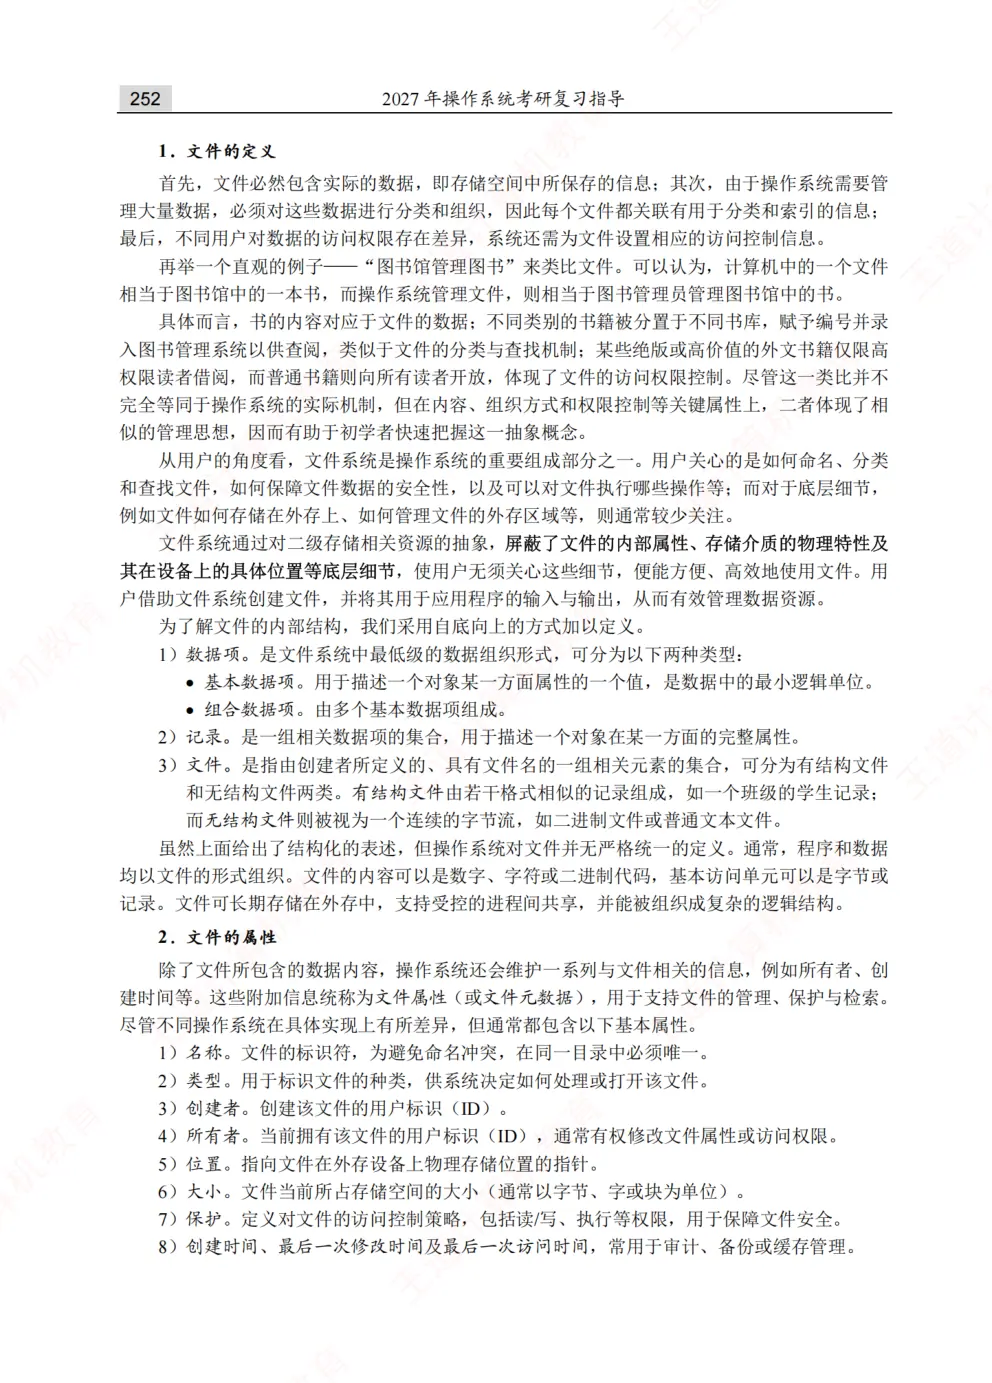 252
2027 年操作系统考研复习指导
1．文件的定义
首先，文件必然包含实际的数据，即存储空间中所保存的信息；其次，由于操作系统需要管
理大量数据，必须对这些数据进行分类和组织，因此每个文件都关联有用于分类和索引的信息；
最后，不同用户对数据的访问权限存在差异，系统还需为文件设置相应的访问控制信息。
再举一个直观的例子——“图书馆管理图书”来类比文件。可以认为，计算机中的一个文件
相当于图书馆中的一本书，而操作系统管理文件，则相当于图书管理员管理图书馆中的书。
具体而言，书的内容对应于文件的数据；不同类别的书籍被分置于不同书库，赋予编号并录
入图书管理系统以供查阅，类似于文件的分类与查找机制；某些绝版或高价值的外文书籍仅限高
权限读者借阅，而普通书籍则向所有读者开放，体现了文件的访问权限控制。尽管这一类比并不
完全等同于操作系统的实际机制，但在内容、组织方式和权限控制等关键属性上，二者体现了相
似的管理思想，因而有助于初学者快速把握这一抽象概念。
从用户的角度看，文件系统是操作系统的重要组成部分之一。用户关心的是如何命名、分类
和查找文件，如何保障文件数据的安全性，以及可以对文件执行哪些操作等；而对于底层细节，
例如文件如何存储在外存上、如何管理文件的外存区域等，则通常较少关注。
文件系统通过对二级存储相关资源的抽象，屏蔽了文件的内部属性、存储介质的物理特性及
其在设备上的具体位置等底层细节，使用户无须关心这些细节，便能方便、高效地使用文件。用
户借助文件系统创建文件，并将其用于应用程序的输入与输出，从而有效管理数据资源。
为了解文件的内部结构，我们采用自底向上的方式加以定义。
1）数据项。是文件系统中最低级的数据组织形式，可分为以下两种类型：
• 基本数据项。用于描述一个对象某一方面属性的一个值，是数据中的最小逻辑单位。
• 组合数据项。由多个基本数据项组成。
2）记录。是一组相关数据项的集合，用于描述一个对象在某一方面的完整属性。
3）文件。是指由创建者所定义的、具有文件名的一组相关元素的集合，可分为有结构文件
和无结构文件两类。有结构文件由若干格式相似的记录组成，如一个班级的学生记录；
而无结构文件则被视为一个连续的字节流，如二进制文件或普通文本文件。
虽然上面给出了结构化的表述，但操作系统对文件并无严格统一的定义。通常，程序和数据
均以文件的形式组织。文件的内容可以是数字、字符或二进制代码，基本访问单元可以是字节或
记录。文件可长期存储在外存中，支持受控的进程间共享，并能被组织成复杂的逻辑结构。
2．文件的属性
除了文件所包含的数据内容，操作系统还会维护一系列与文件相关的信息，例如所有者、创
建时间等。这些附加信息统称为文件属性（或文件元数据），用于支持文件的管理、保护与检索。
尽管不同操作系统在具体实现上有所差异，但通常都包含以下基本属性。
1）名称。文件的标识符，为避免命名冲突，在同一目录中必须唯一。
2）类型。用于标识文件的种类，供系统决定如何处理或打开该文件。
3）创建者。创建该文件的用户标识（ID）。
4）所有者。当前拥有该文件的用户标识（ID），通常有权修改文件属性或访问权限。
5）位置。指向文件在外存设备上物理存储位置的指针。
6）大小。文件当前所占存储空间的大小（通常以字节、字或块为单位）。
7）保护。定义对文件的访问控制策略，包括读/写、执行等权限，用于保障文件安全。
8）创建时间、最后一次修改时间及最后一次访问时间，常用于审计、备份或缓存管理。